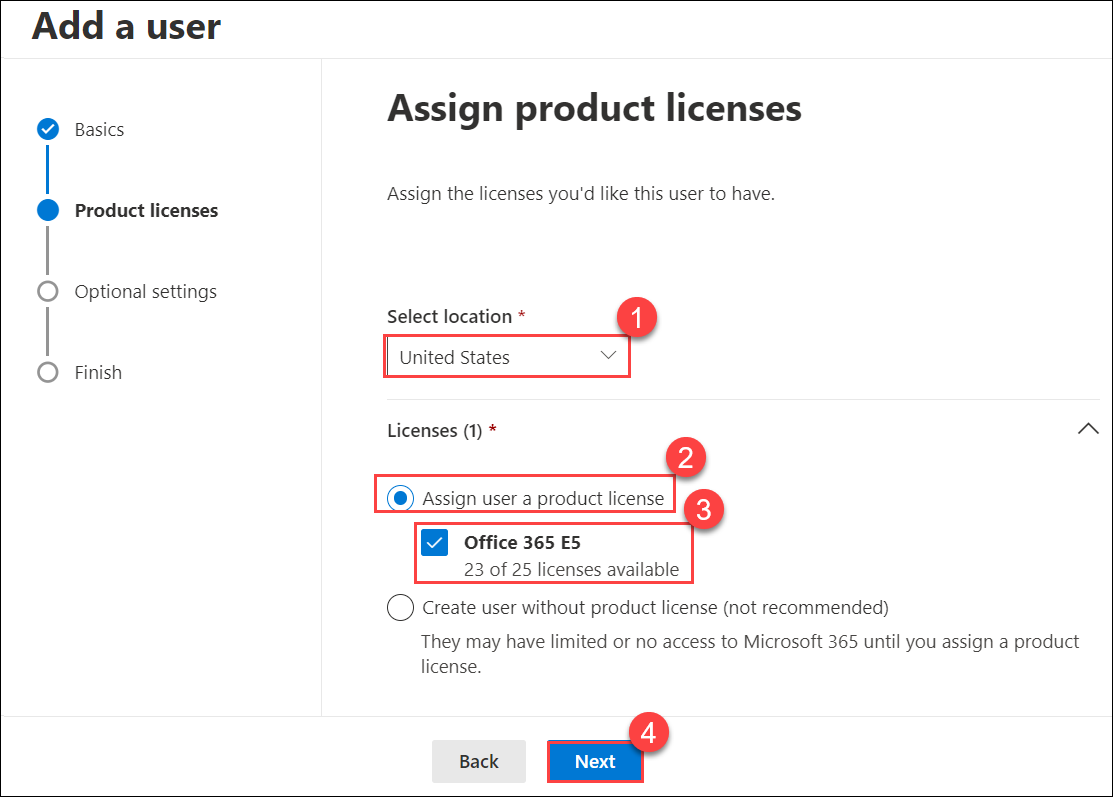 Add a user
Basics
Product licenses
Optional settings
Finish
Assign product licenses
Assign the licenses you'd like this user to have.
Select location *
1
United States
Licenses (1) *
2
Assign user a product license
3
Office 365 E5
23 of 25 licenses available
Create user without product license (not recommended)
They may have limited or no access to Microsoft 365 until you assign a product
license.
4
Back
Next